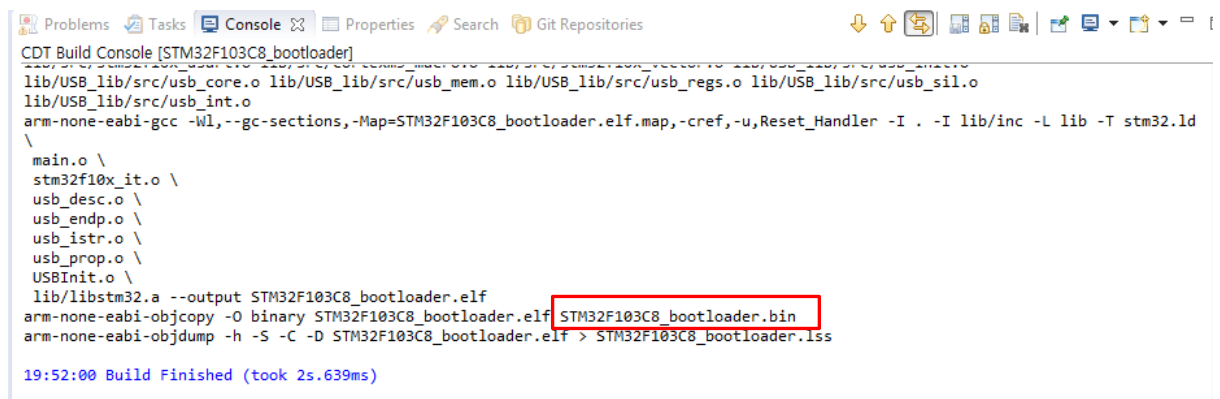 Problems Tasks Console Properties Search Git Repositories
CDT Build Console [STM32F103C8_bootloader]
lib/USB_lib/src/usb_core.o lib/USB_lib/src/usb_mem.o lib/USB_lib/src/usb_regs.o lib/USB_lib/src/usb_sil.o
lib/USB_lib/src/usb_int.o
arm-none-eabi-gcc -Wl,--gc-sections,-Map=STM32F103C8_bootloader.elf.map,-cref,-u,Reset_Handler -I . -I lib/inc -L lib -T stm32.ld
\
main.o \
stm32f10x_it.o \
usb_desc.o \
usb_endp.o \
usb_istr.o \
usb_prop.o \
USBInit.o \
lib/libstm32.a --output STM32F103C8_bootloader.elf
arm-none-eabi-objcopy -O binary STM32F103C8_bootloader.elf STM32F103C8_bootloader.bin
arm-none-eabi-objdump -h -S -C -D STM32F103C8_bootloader.elf > STM32F103C8_bootloader.lss
19:52:00 Build Finished (took 2s.639ms)